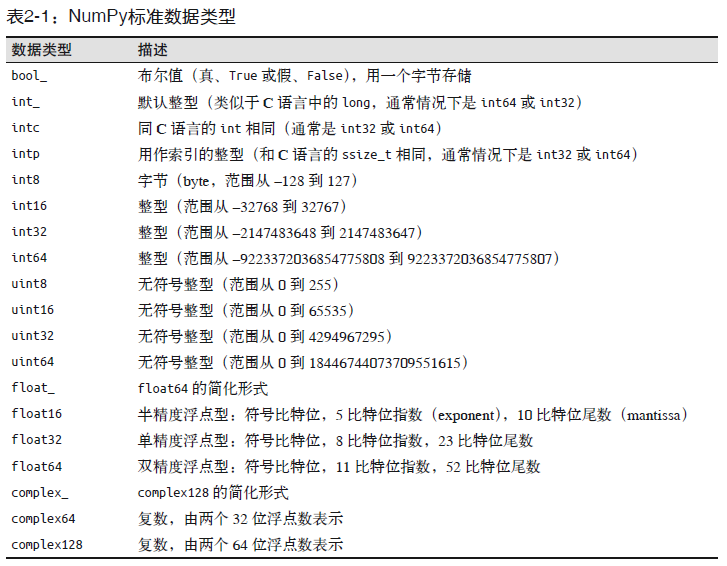 表2-1：NumPy标准数据类型
数据类型 描述
bool_ 布尔值（真、True 或假、False），用一个字节存储
int_ 默认整型（类似于 C 语言中的 long，通常情况下是 int64 或 int32）
intc 同 C 语言的 int 相同（通常是 int32 或 int64）
intp 用作索引的整型（和 C 语言的 ssize_t 相同，通常情况下是 int32 或 int64）
int8 字节（byte，范围从 –128 到 127）
int16 整型（范围从 –32768 到 32767）
int32 整型（范围从 –2147483648 到 2147483647）
int64 整型（范围从 –9223372036854775808 到 9223372036854775807）
uint8 无符号整型（范围从 0 到 255）
uint16 无符号整型（范围从 0 到 65535）
uint32 无符号整型（范围从 0 到 4294967295）
uint64 无符号整型（范围从 0 到 18446744073709551615）
float_ float64 的简化形式
float16 半精度浮点型：符号比特位，5 比特位指数（exponent），10 比特位尾数（mantissa）
float32 单精度浮点型：符号比特位，8 比特位指数，23 比特位尾数
float64 双精度浮点型：符号比特位，11 比特位指数，52 比特位尾数
complex_ complex128 的简化形式
complex64 复数，由两个 32 位浮点数表示
complex128 复数，由两个 64 位浮点数表示